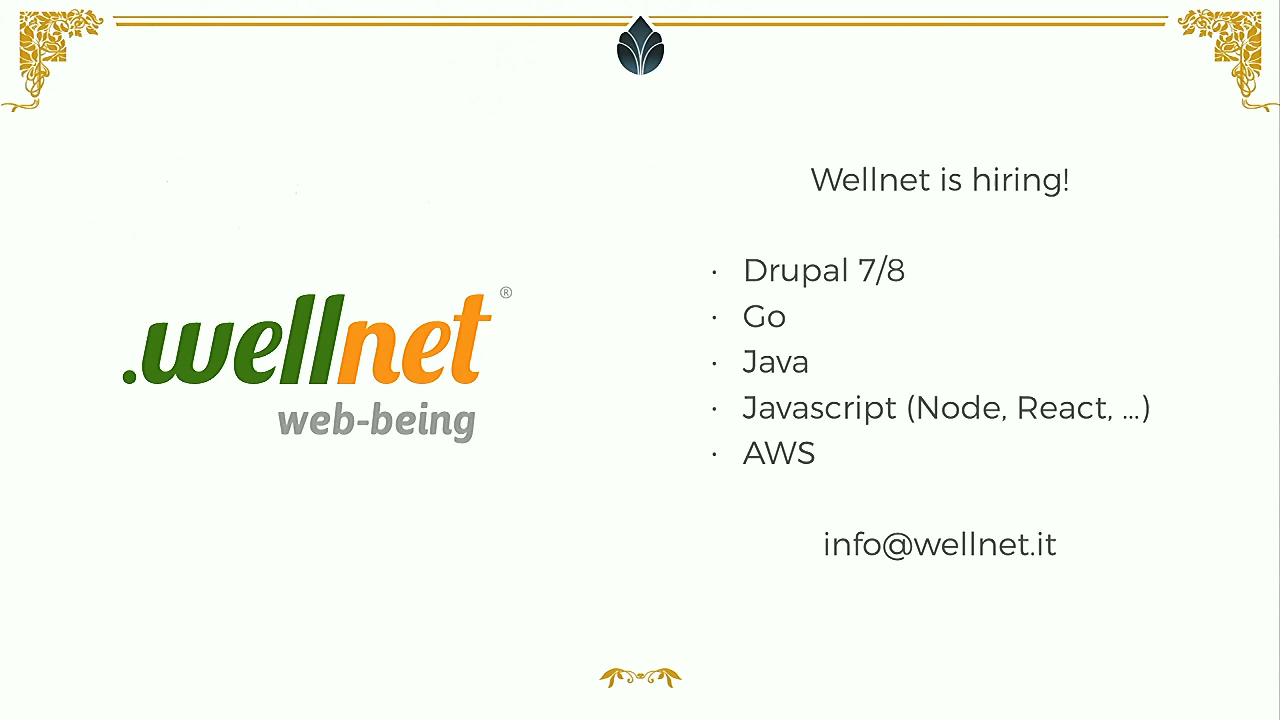 .wellnet®
web-being
Wellnet is hiring!
· Drupal 7/8
· Go
· Java
· Javascript (Node, React, ...)
· AWS
info@wellnet.it